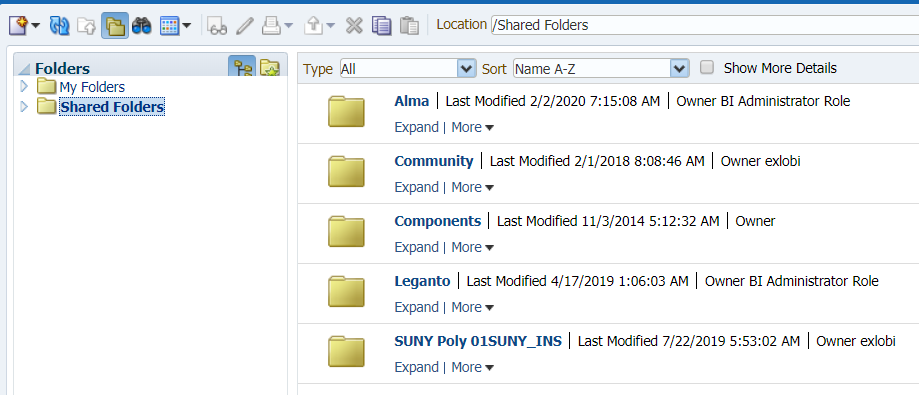 Location /Shared Folders
Folders
My Folders
Shared Folders
Type All Sort Name A-Z Show More Details
Alma | Last Modified 2/2/2020 7:15:08 AM | Owner BI Administrator Role
Expand | More
Community | Last Modified 2/1/2018 8:08:46 AM | Owner exlobi
Expand | More
Components | Last Modified 11/3/2014 5:12:32 AM | Owner
Expand | More
Leganto | Last Modified 4/17/2019 1:06:03 AM | Owner BI Administrator Role
Expand | More
SUNY Poly 01SUNY_INS | Last Modified 7/22/2019 5:53:02 AM | Owner exlobi
Expand | More